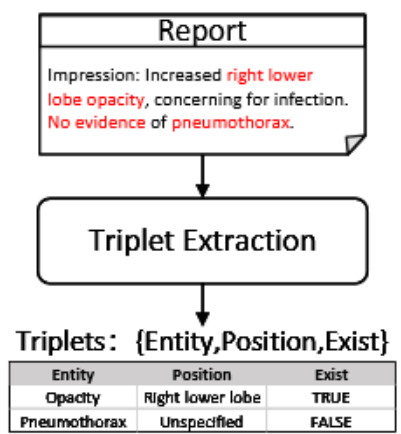 Report
Impression: Increased right lower
lobe opacity, concerning for infection.
No evidence of pneumothorax.
Triplet Extraction
Triplets: {Entity,Position,Exist}
Entity Position Exist
Opacity Right lower lobe TRUE
Pneumothorax Unspecified FALSE